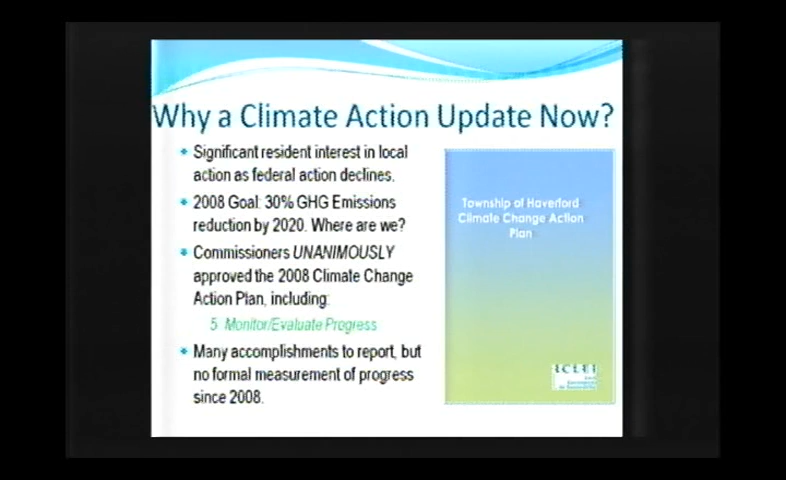 Why a Climate Action Update Now?
Significant resident interest in local
action as federal action declines.
2008 Goal: 30% GHG Emissions
reduction by 2020. Where are we?
Commissioners UNANIMOUSLY
approved the 2008 Climate Change
Action Plan, including:
5 Monitor/Evaluate Progress
Many accomplishments to report, but
no formal measurement of progress
since 2008.
Township of Haverford
Climate Change Action
Plan
ICLEI